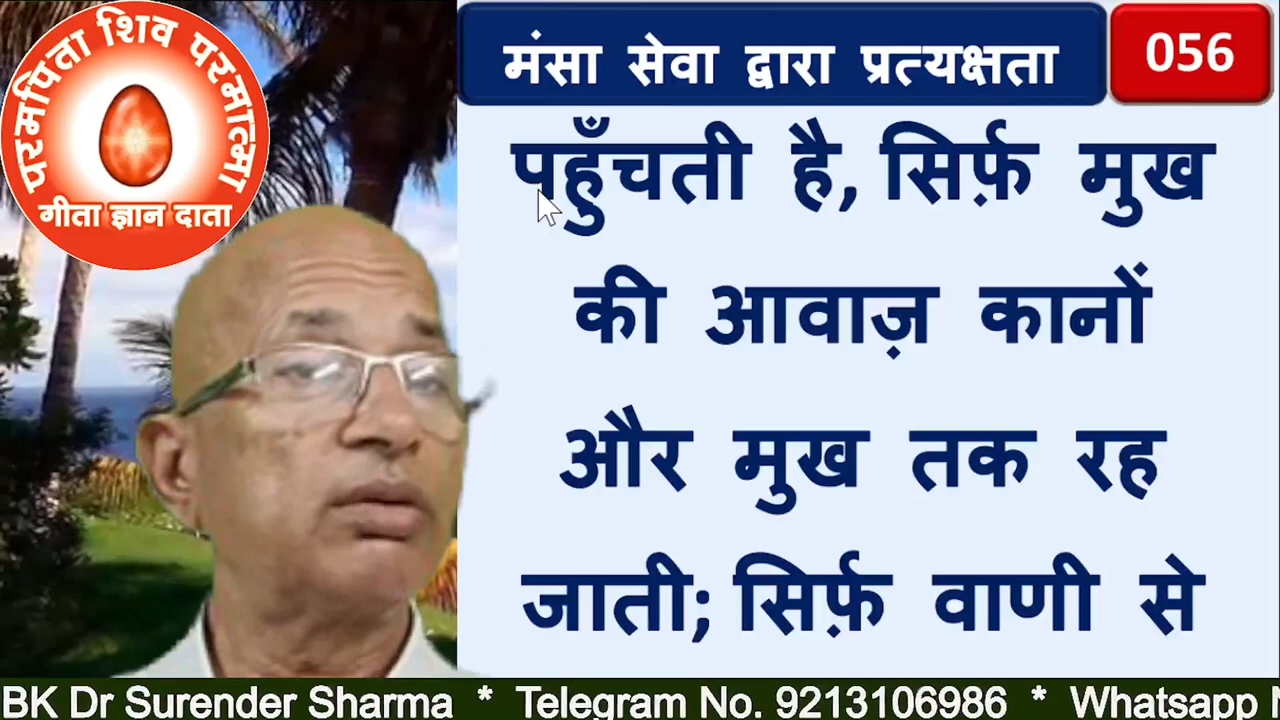 परमपिता शिव परमात्मा
गीता ज्ञान दाता
मंसा सेवा द्वारा प्रत्यक्षता
056
पहुँचती है, सिर्फ़ मुख
की आवाज़ कानों
और मुख तक रह
जाती; सिर्फ़ वाणी से
BK Dr Surender Sharma * Telegram No. 9213106986 * Whatsapp N